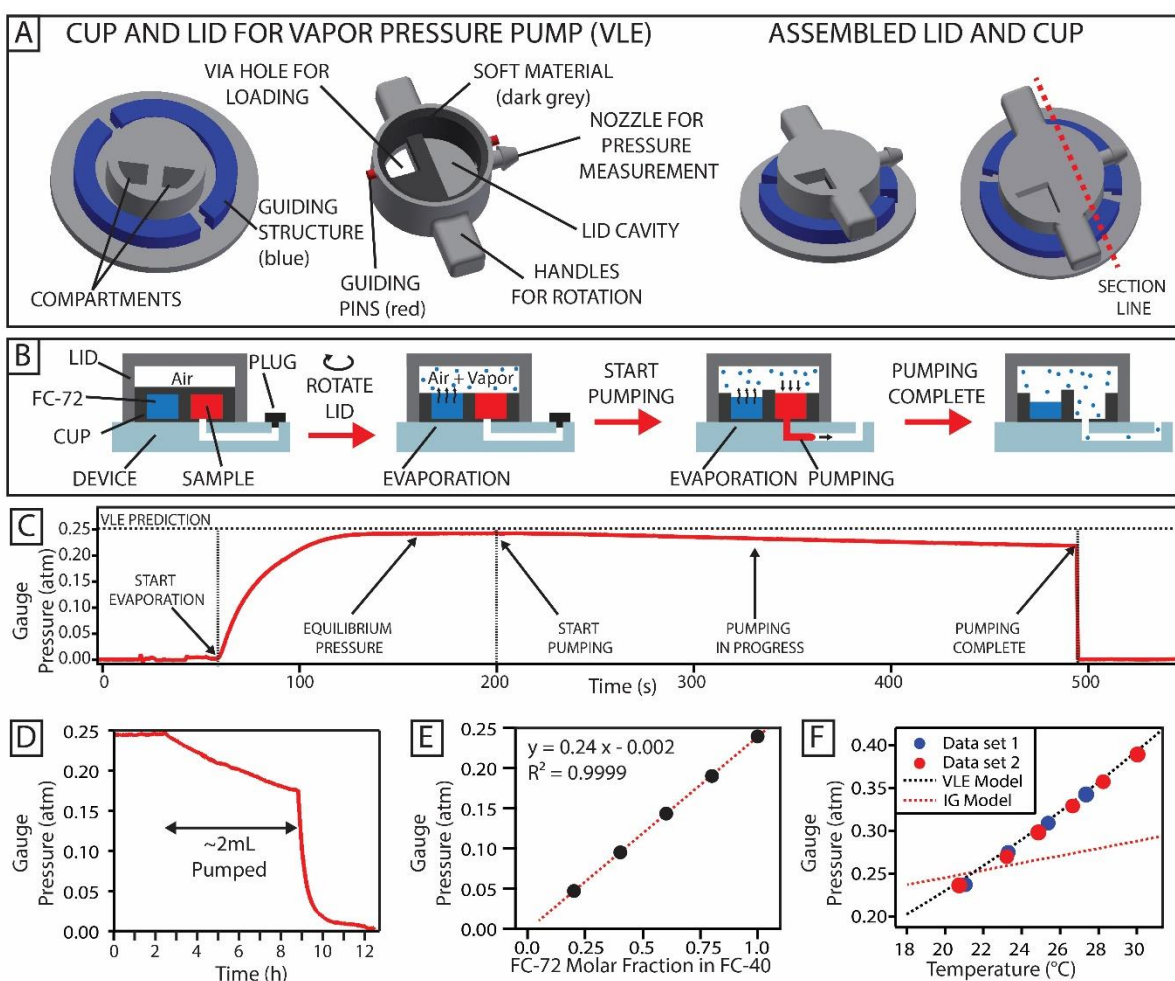 A
CUP AND LID FOR VAPOR PRESSURE PUMP (VLE)
ASSEMBLED LID AND CUP
VIA HOLE FOR
LOADING
SOFT MATERIAL
(dark grey)
NOZZLE FOR
PRESSURE
MEASUREMENT
GUIDING
STRUCTURE
(blue)
LID CAVITY
COMPARTMENTS
GUIDING
PINS (red)
HANDLES
FOR ROTATION
SECTION
LINE
B
LID
Air
PLUG
FC-72
CUP
DEVICE
SAMPLE
ROTATE
LID
Air + Vapor
EVAPORATION
START
PUMPING
EVAPORATION
PUMPING
PUMPING
COMPLETE
C
VLE PREDICTION
Gauge
Pressure (atm)
0.25
0.20
0.15
0.10
0.05
0.00
START
EVAPORATION
EQUILIBRIUM
PRESSURE
START
PUMPING
PUMPING
IN PROGRESS
PUMPING
COMPLETE
0
100
200
300
400
500
Time (s)
D
Gauge
Pressure (atm)
0.25
0.20
0.15
0.10
0.05
0.00
~2mL
Pumped
0 2 4 6 8 10 12
Time (h)
E
Gauge
Pressure (atm)
0.25
0.20
0.15
0.10
0.05
0.00
y = 0.24 x - 0.002
R² = 0.9999
0.0 0.25 0.5 0.75 1.0
FC-72 Molar Fraction in FC-40
F
Gauge
Pressure (atm)
0.40
0.35
0.30
0.25
0.20
Data set 1
Data set 2
VLE Model
IG Model
18 20 22 24 26 28 30
Temperature (°C)